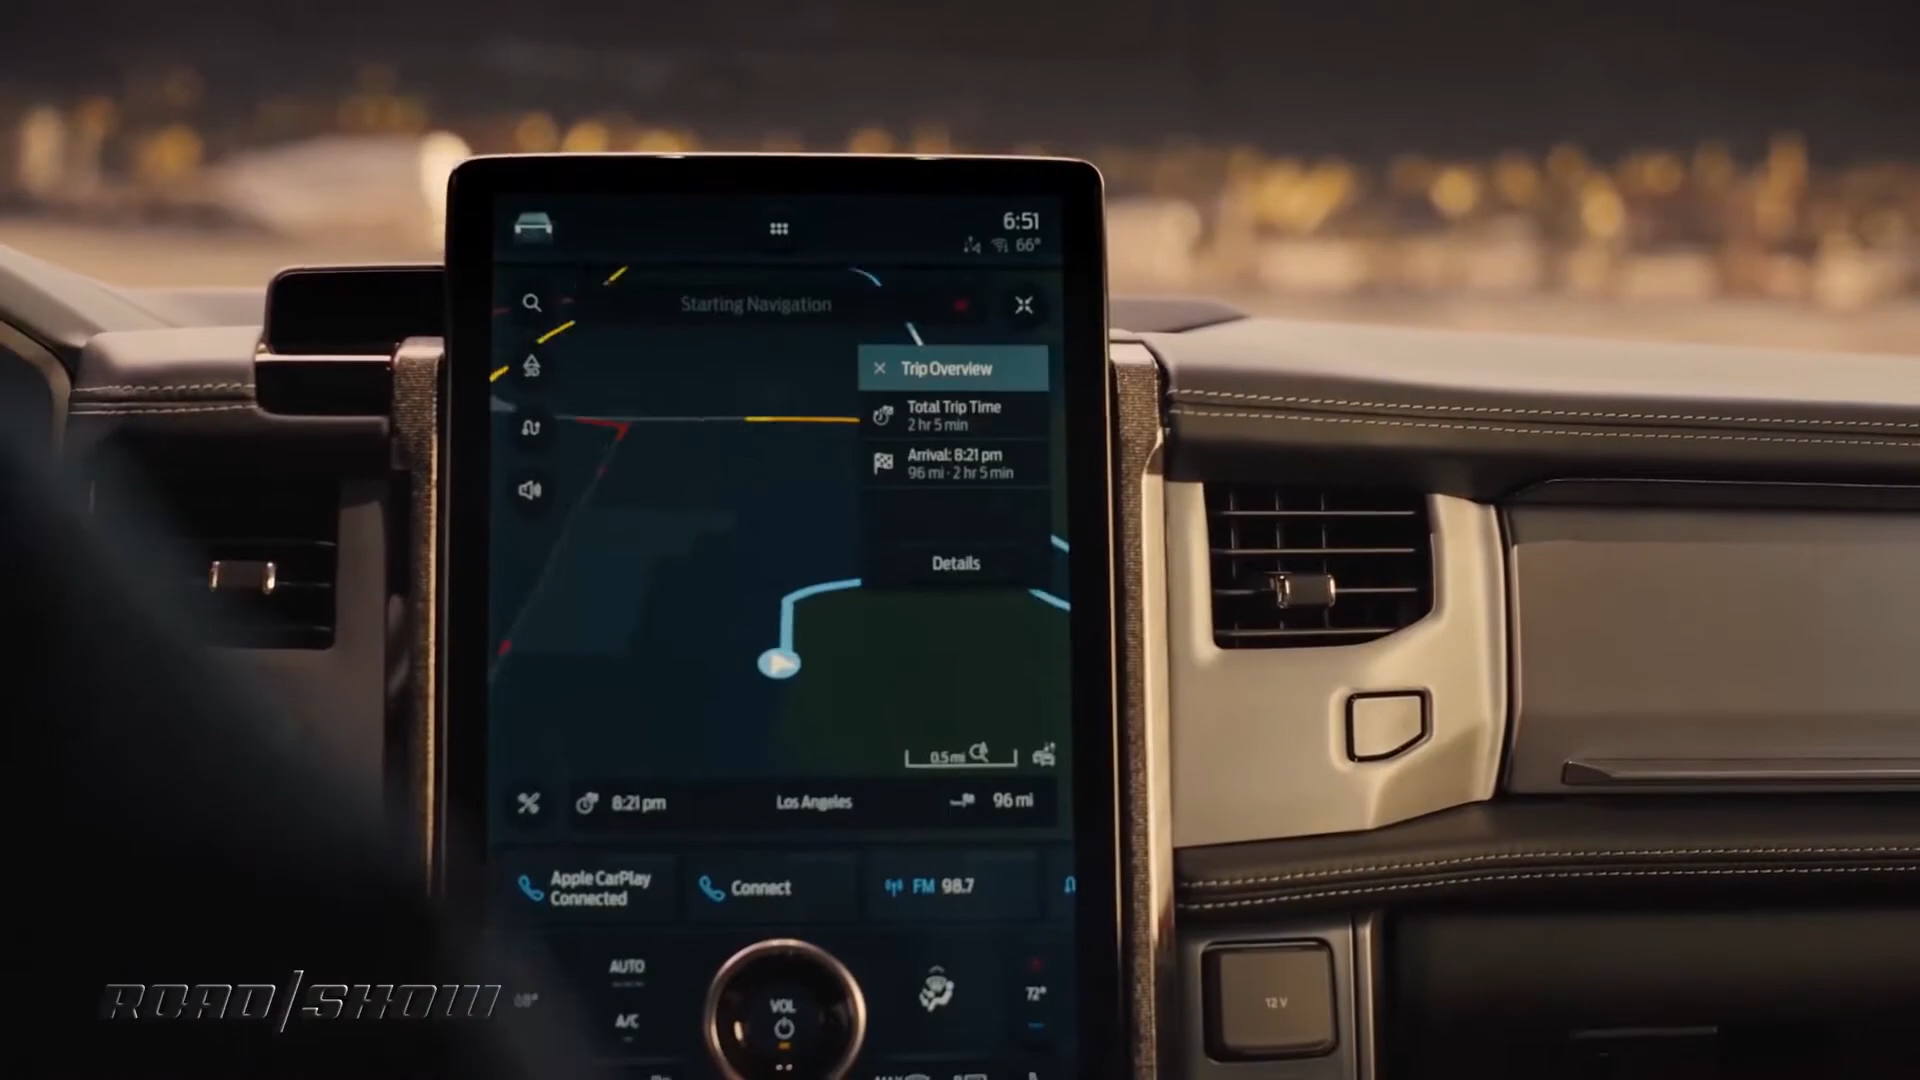 6:51
66°
Starting Navigation
Trip Overview
3D
Total Trip Time
2 hr 5 min
Arrival: 8:21 pm
96 mi · 2 hr 5 min
Details
0.5 mi
8:21 pm
Los Angeles
96 mi
Apple CarPlay
Connected
Connect
FM 98.7
AUTO
68°
72°
A/C
VOL
12 V
ROAD/SHOW